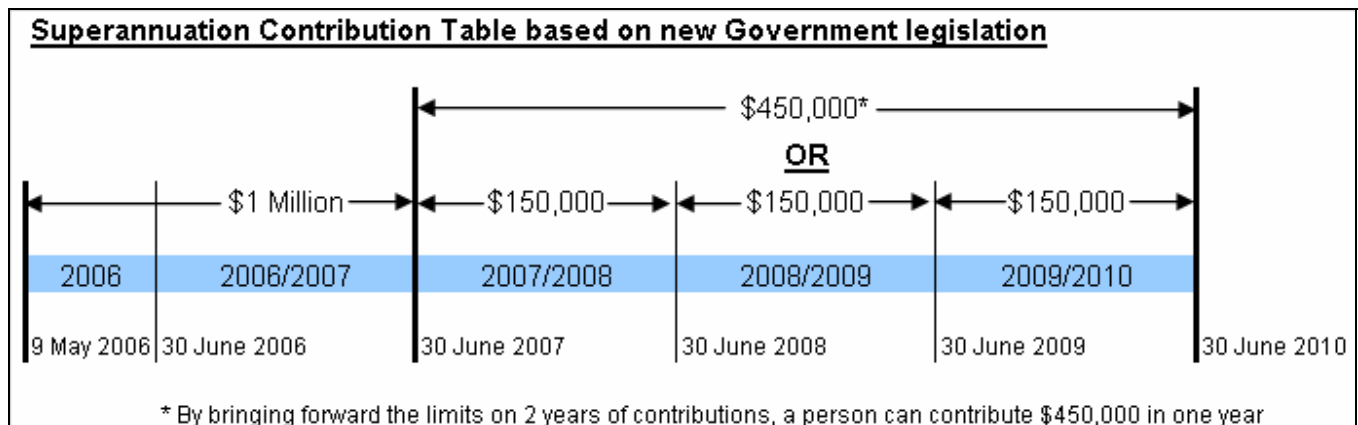 Superannuation Contribution Table based on new Government legislation
$450,000*
OR
$1 Million $150,000 $150,000 $150,000
2006 2006/2007 2007/2008 2008/2009 2009/2010
9 May 2006 30 June 2006 30 June 2007 30 June 2008 30 June 2009 30 June 2010
* By bringing forward the limits on 2 years of contributions, a person can contribute $450,000 in one year